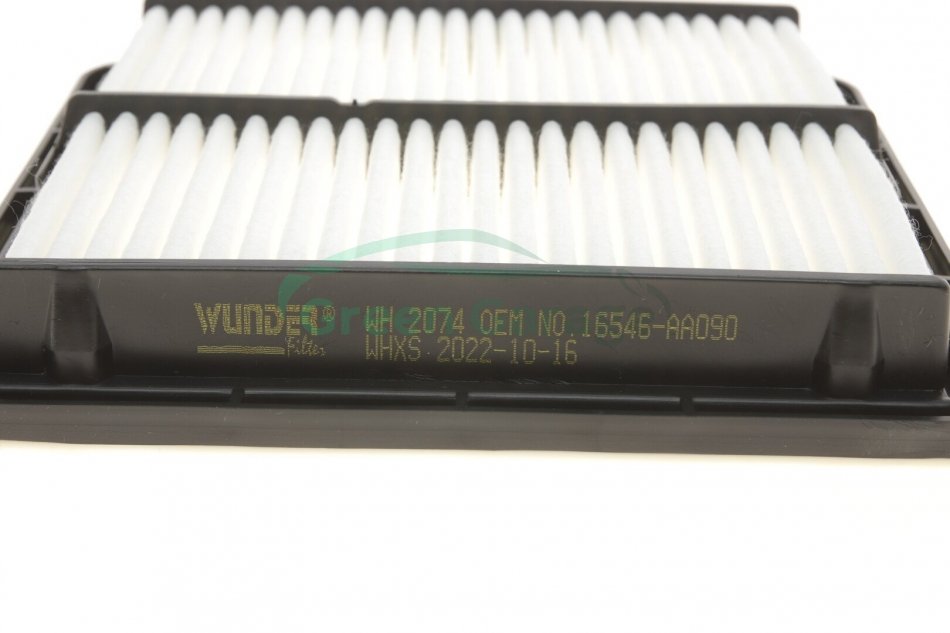 WUNDER® WH 2074 OEM NO.16546-AA090
Filter WHXS 2022-10-16